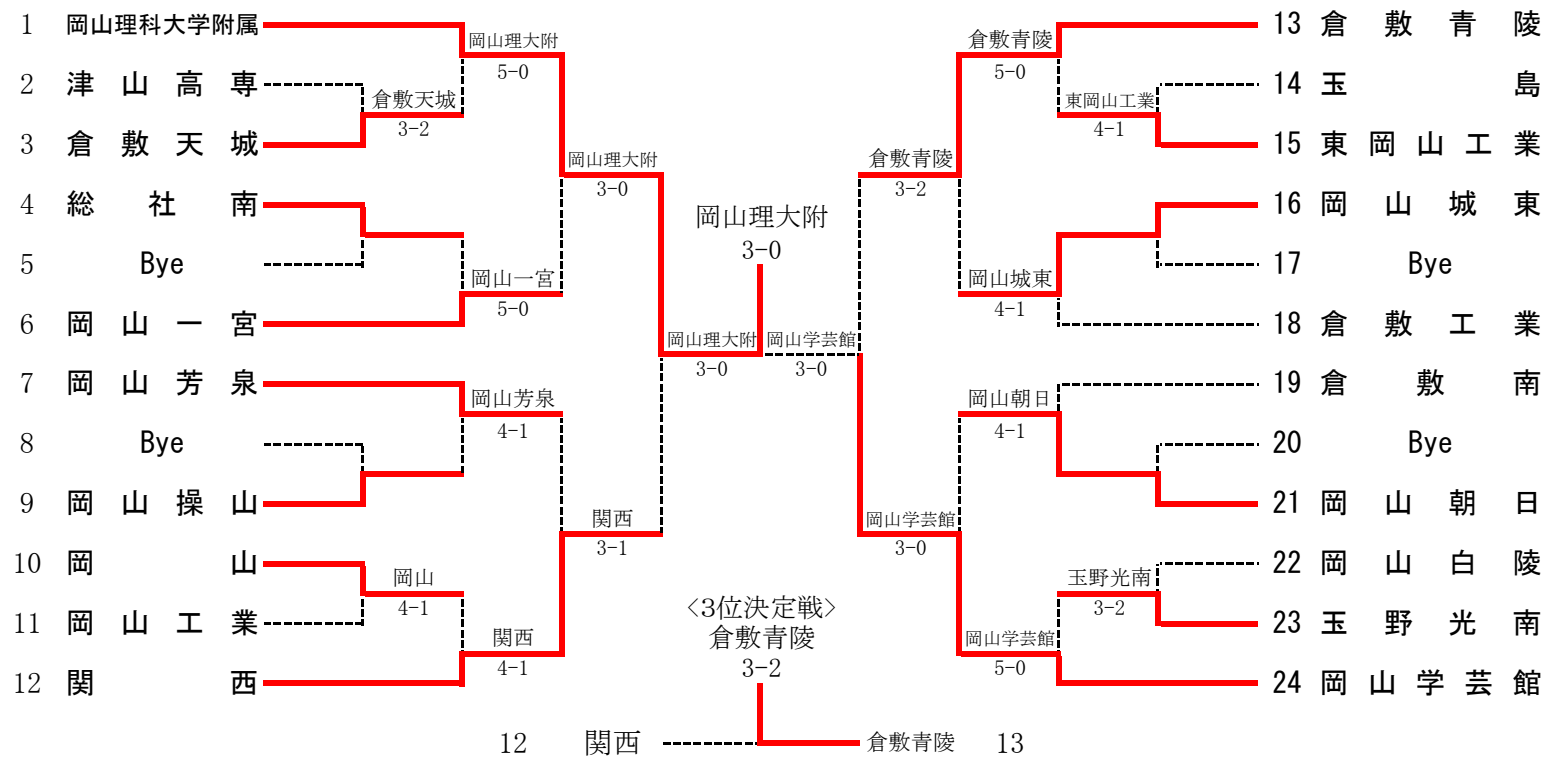 1 岡山理科大学附属
2 津山高専
3 倉敷天城
4 総社南
5 Bye
6 岡山一宮
7 岡山芳泉
8 Bye
9 岡山操山
10 岡山
11 岡山工業
12 関西
倉敷天城
3-2
岡山
4-1
岡山理大附
5-0
岡山一宮
5-0
岡山芳泉
4-1
関西
4-1
岡山理大附
3-0
関西
3-1
岡山理大附
3-0
岡山理大附
3-0
岡山学芸館
3-0
<3位決定戦>
倉敷青陵
3-2
12 関西
倉敷青陵 13
倉敷青陵
3-2
岡山学芸館
3-0
倉敷青陵
5-0
岡山城東
4-1
岡山朝日
4-1
岡山学芸館
5-0
東岡山工業
4-1
玉野光南
3-2
13 倉敷青陵
14 玉島
15 東岡山工業
16 岡山城東
17 Bye
18 倉敷工業
19 倉敷南
20 Bye
21 岡山朝日
22 岡山白陵
23 玉野光南
24 岡山学芸館